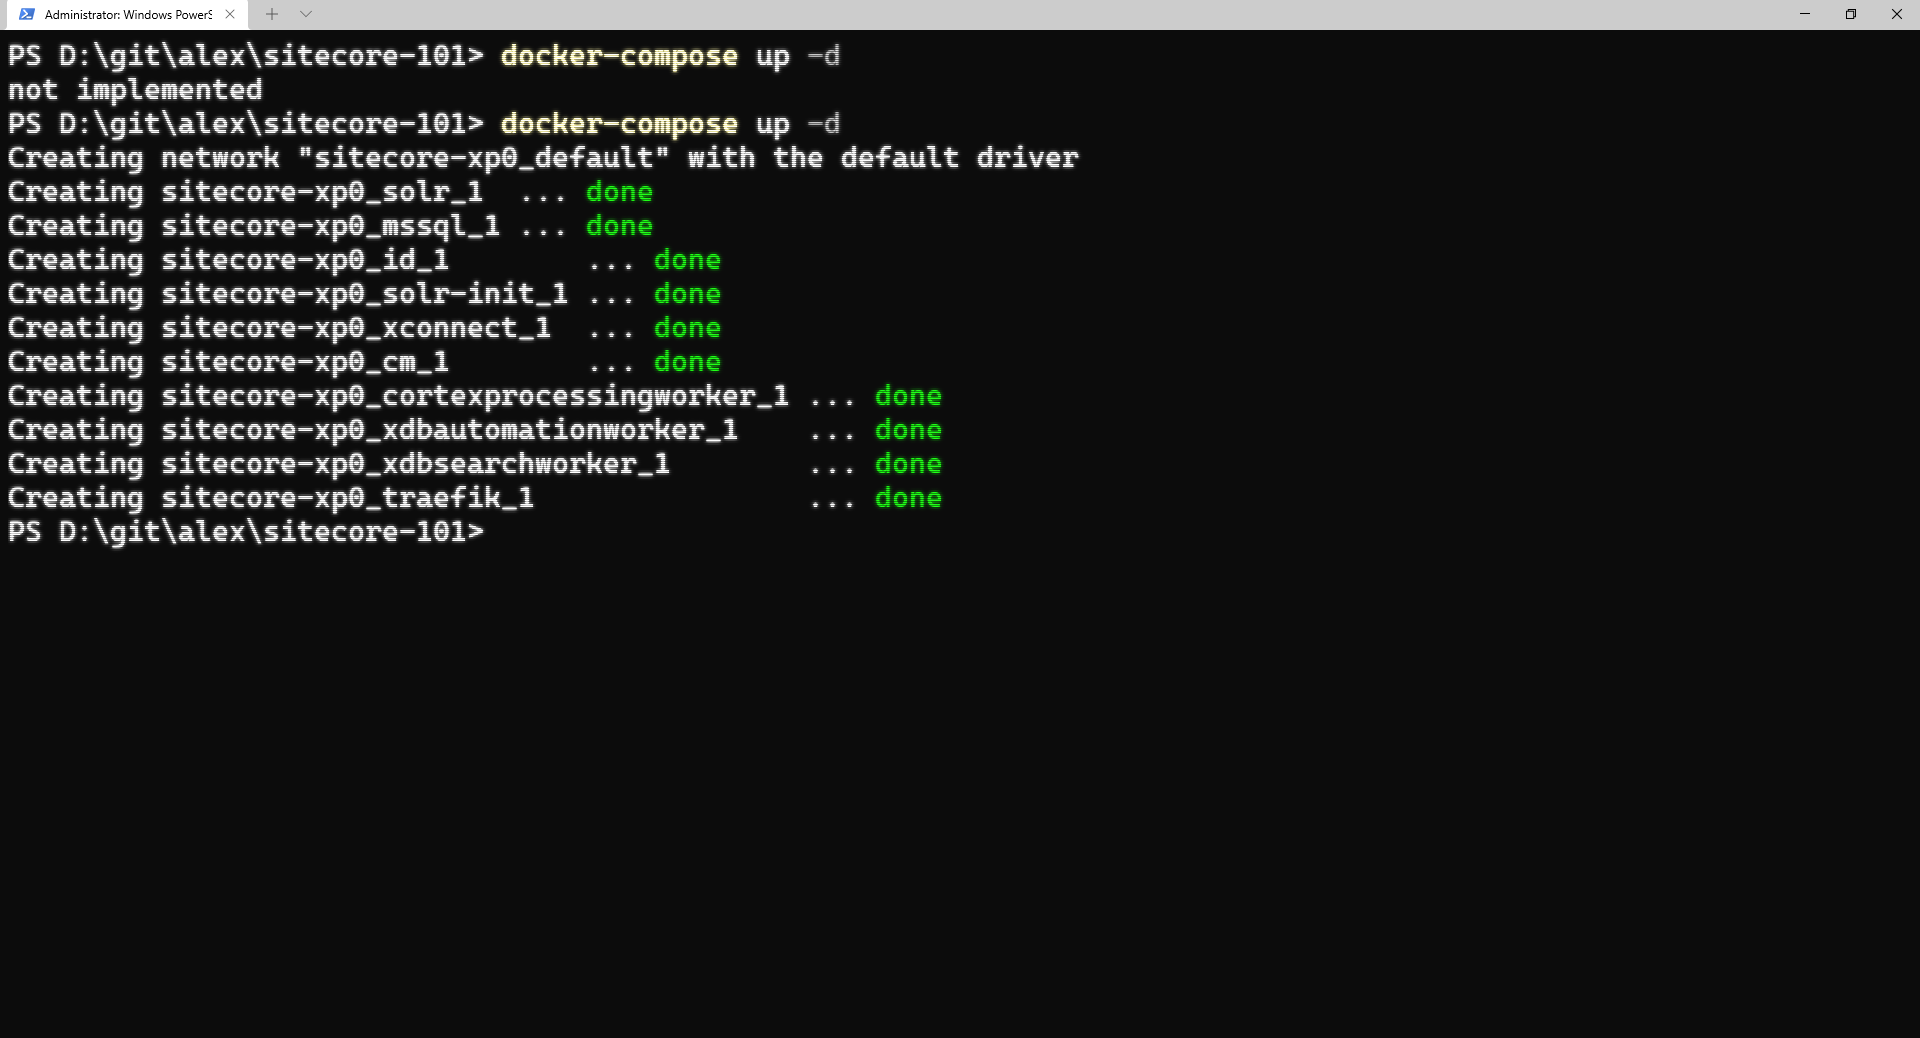 Administrator: Windows PowerS
PS D:\git\alex\sitecore-101> docker-compose up -d
not implemented
PS D:\git\alex\sitecore-101> docker-compose up -d
Creating network "sitecore-xp0_default" with the default driver
Creating sitecore-xp0_solr_1  ... done
Creating sitecore-xp0_mssql_1 ... done
Creating sitecore-xp0_id_1        ... done
Creating sitecore-xp0_solr-init_1 ... done
Creating sitecore-xp0_xconnect_1  ... done
Creating sitecore-xp0_cm_1        ... done
Creating sitecore-xp0_cortexprocessingworker_1 ... done
Creating sitecore-xp0_xdbautomationworker_1    ... done
Creating sitecore-xp0_xdbsearchworker_1        ... done
Creating sitecore-xp0_traefik_1                ... done
PS D:\git\alex\sitecore-101>